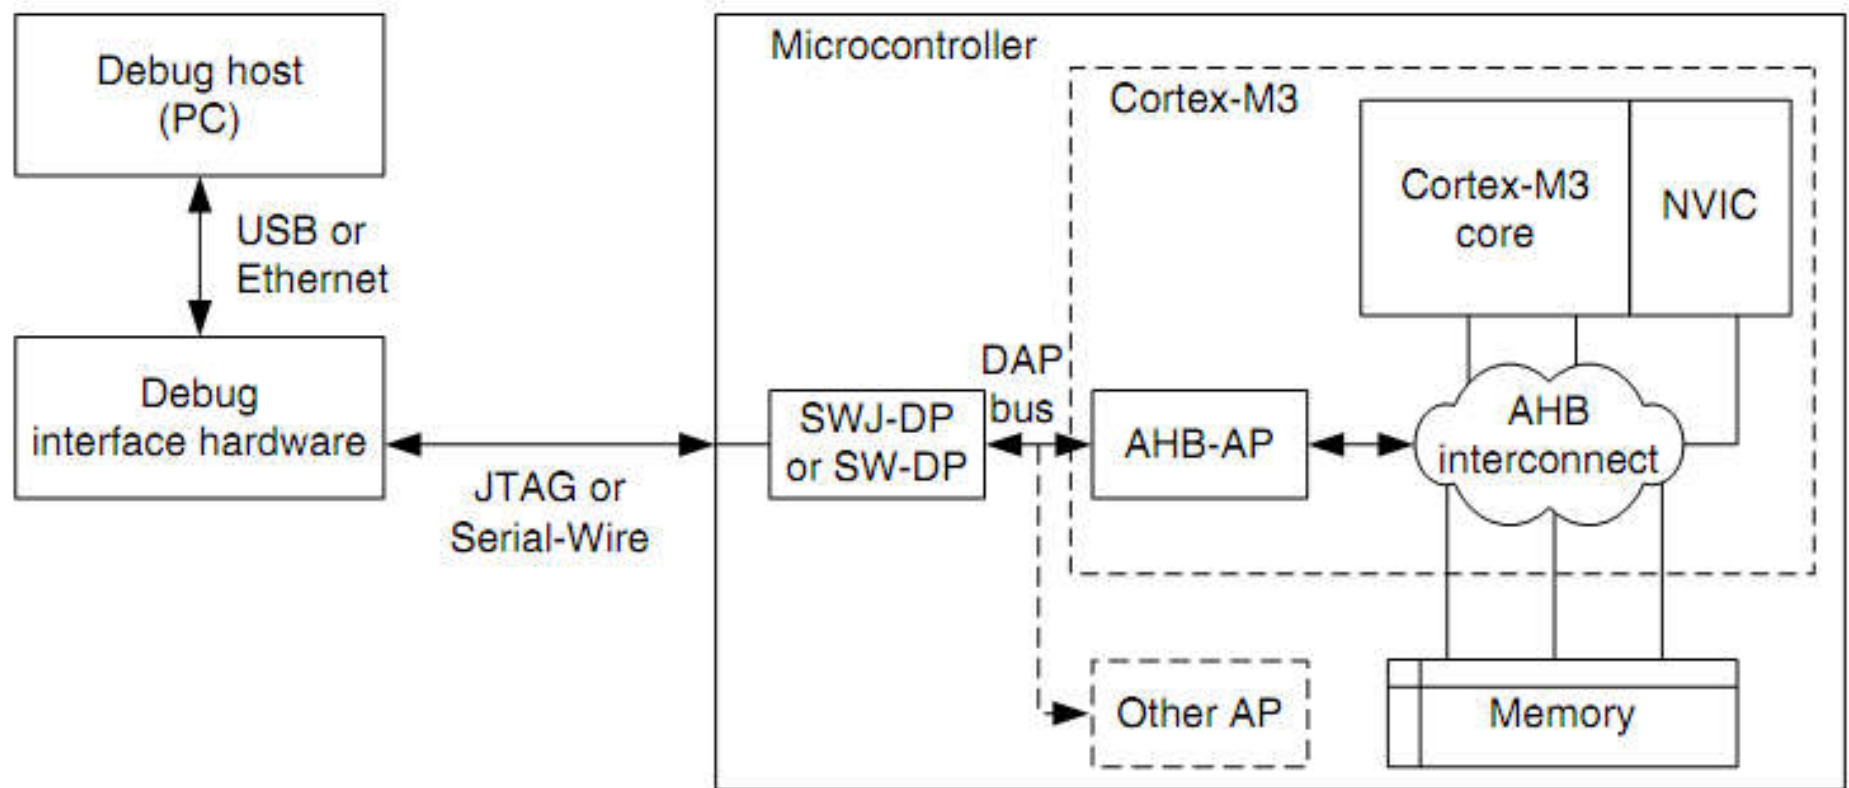 Debug host
(PC)
USB or
Ethernet
Debug
interface hardware
JTAG or
Serial-Wire
Microcontroller
SWJ-DP
or SW-DP
DAP
bus
Cortex-M3
AHB-AP
Cortex-M3
core
NVIC
AHB
interconnect
Other AP
Memory